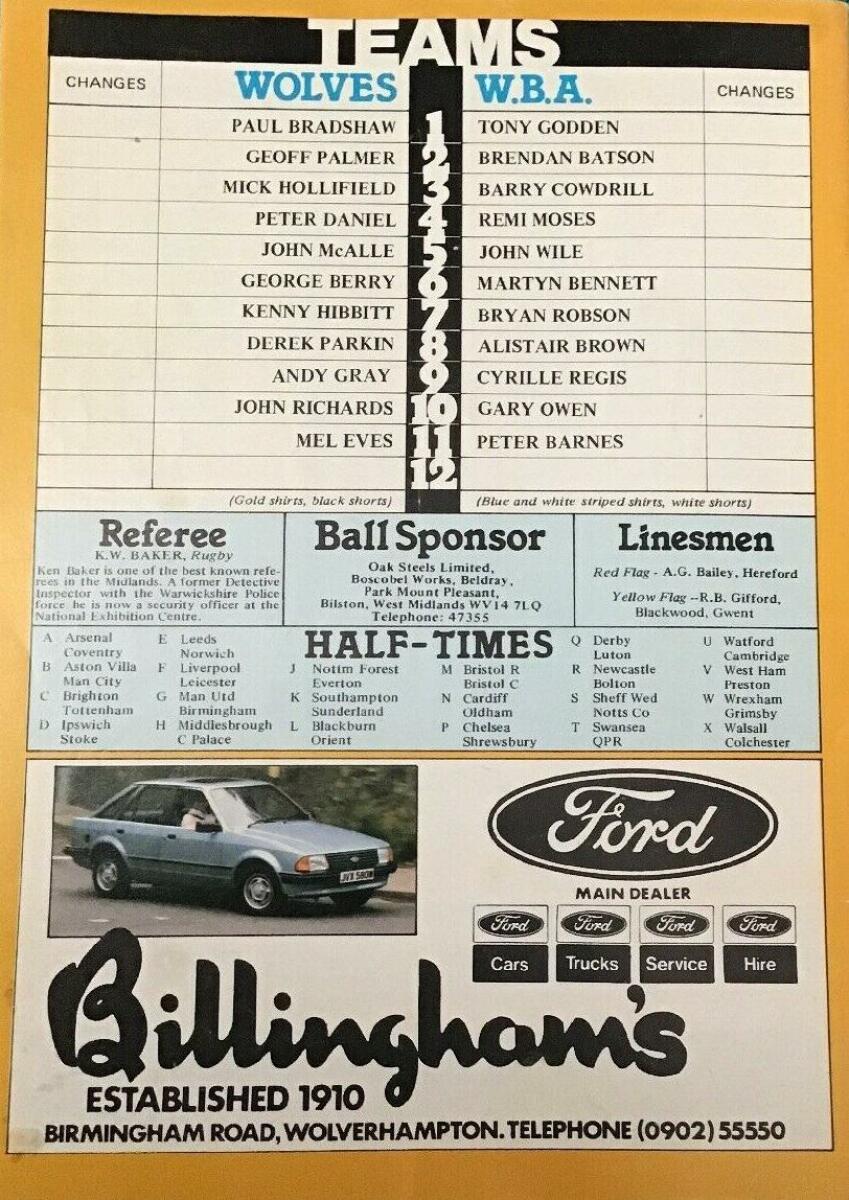 TEAMS
CHANGES WOLVES W.B.A. CHANGES
PAUL BRADSHAW 1 TONY GODDEN
GEOFF PALMER 2 BRENDAN BATSON
MICK HOLLIFIELD 3 BARRY COWDRILL
PETER DANIEL 4 REMI MOSES
JOHN McALLE 5 JOHN WILE
GEORGE BERRY 6 MARTYN BENNETT
KENNY HIBBITT 7 BRYAN ROBSON
DEREK PARKIN 8 ALISTAIR BROWN
ANDY GRAY 9 CYRILLE REGIS
JOHN RICHARDS 10 GARY OWEN
MEL EVES 11 PETER BARNES
12
(Gold shirts, black shorts) (Blue and white striped shirts, white shorts)
Referee
K.W. BAKER, Rugby
Ken Baker is one of the best known refe-
rees in the Midlands. A former Detective
Inspector with the Warwickshire Police
force he is now a security officer at the
National Exhibition Centre.
Ball Sponsor
Oak Steels Limited,
Boscobel Works, Beldray,
Park Mount Pleasant,
Bilston, West Midlands WV14 7LQ
Telephone: 47355
Linesmen
Red Flag - A.G. Bailey, Hereford
Yellow Flag --R.B. Gifford,
Blackwood, Gwent
HALF-TIMES
A Arsenal
Coventry
B Aston Villa
Man City
C Brighton
Tottenham
D Ipswich
Stoke
E Leeds
Norwich
F Liverpool
Leicester
G Man Utd
Birmingham
H Middlesbrough
C Palace
J Nottm Forest
Everton
K Southampton
Sunderland
L Blackburn
Orient
M Bristol R
Bristol C
N Cardiff
Oldham
P Chelsea
Shrewsbury
Q Derby
Luton
R Newcastle
Bolton
S Sheff Wed
Notts Co
T Swansea
QPR
U Watford
Cambridge
V West Ham
Preston
W Wrexham
Grimsby
X Walsall
Colchester
JVX 580W
Ford
MAIN DEALER
Ford Ford Ford Ford
Cars Trucks Service Hire
Billingham's
ESTABLISHED 1910
BIRMINGHAM ROAD, WOLVERHAMPTON. TELEPHONE (0902) 55550